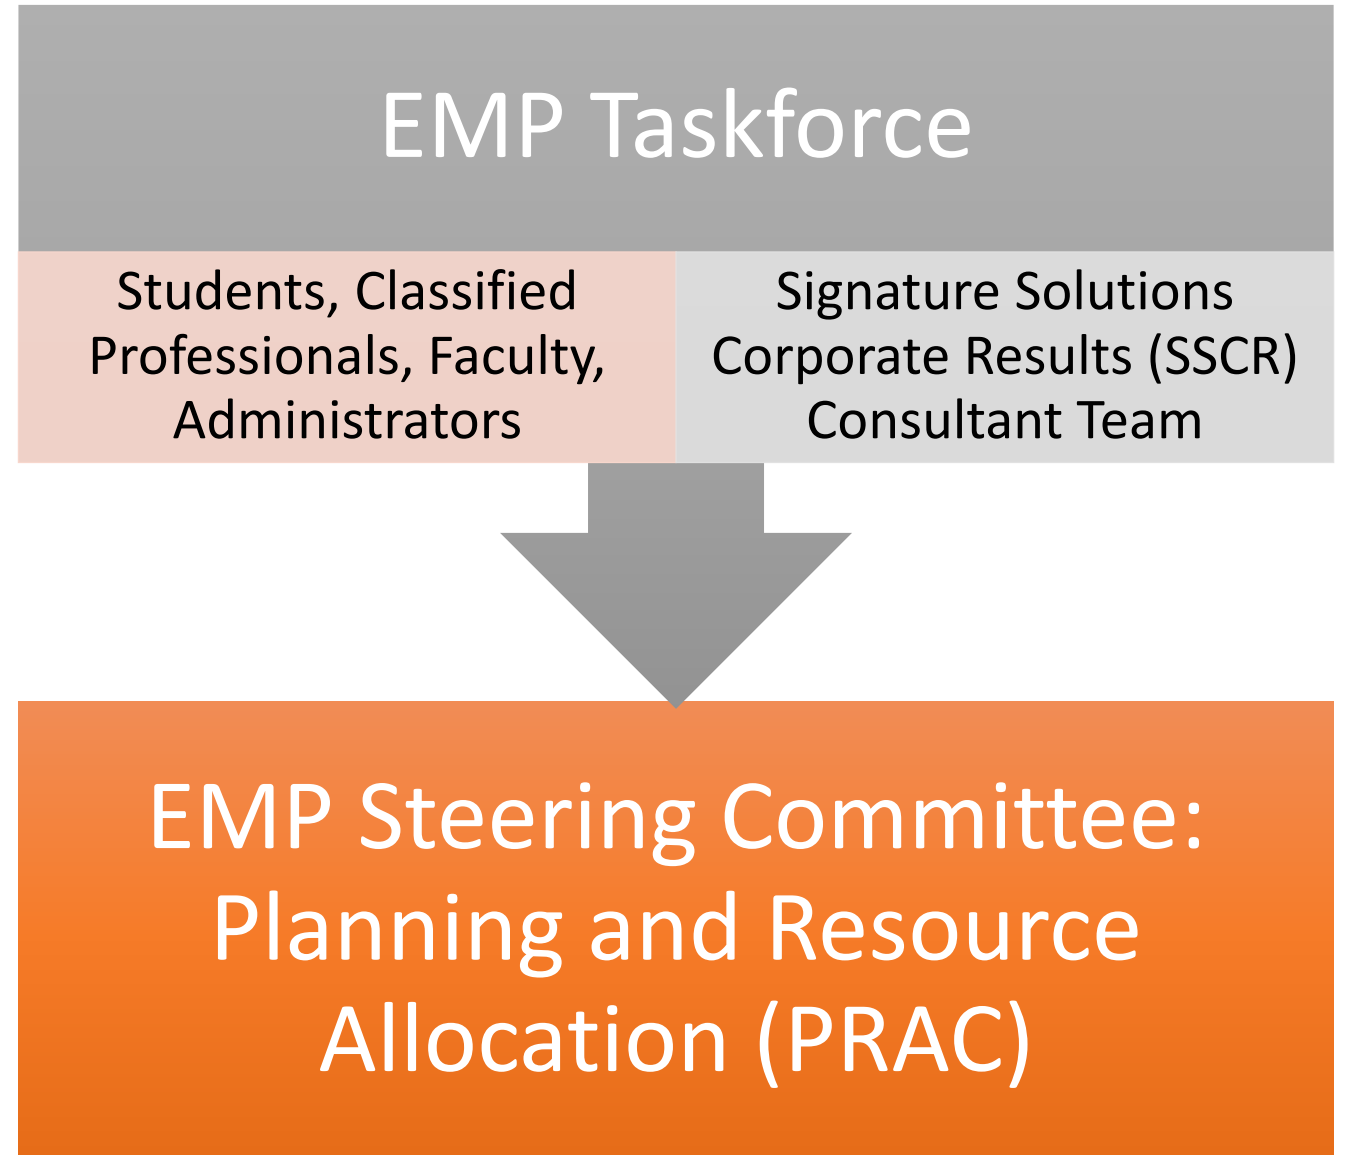 EMP Taskforce
Students, Classified
Professionals, Faculty,
Administrators
Signature Solutions
Corporate Results (SSCR)
Consultant Team
EMP Steering Committee:
Planning and Resource
Allocation (PRAC)